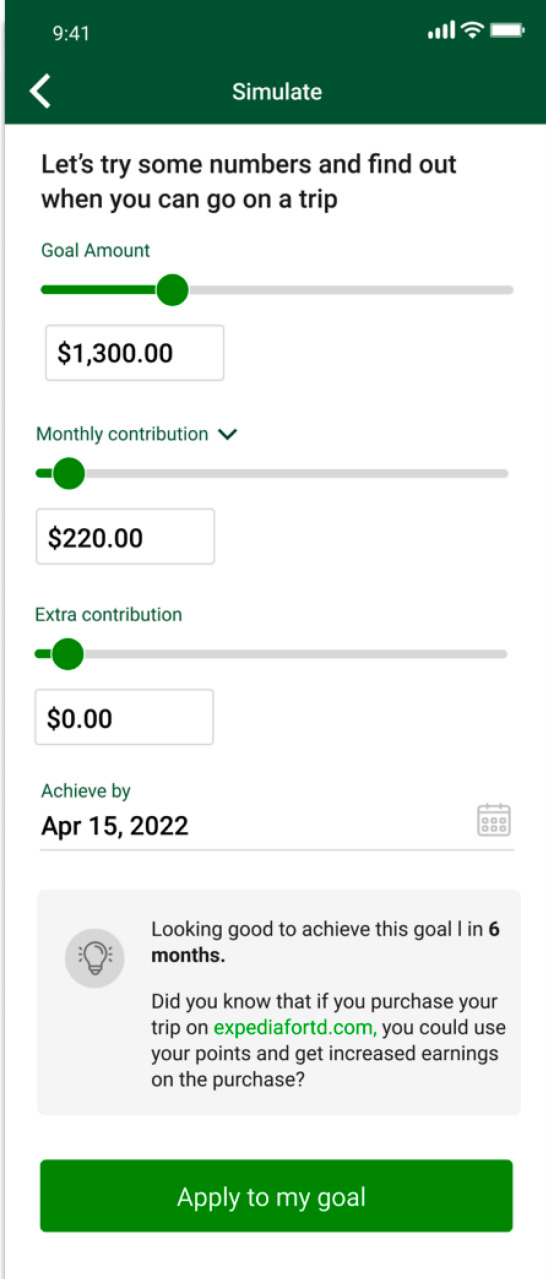 9:41
Simulate
Let's try some numbers and find out
when you can go on a trip
Goal Amount
$1,300.00
Monthly contribution
$220.00
Extra contribution
$0.00
Achieve by
Apr 15, 2022
Looking good to achieve this goal l in 6
months.
Did you know that if you purchase your
trip on expediafortd.com, you could use
your points and get increased earnings
on the purchase?
Apply to my goal